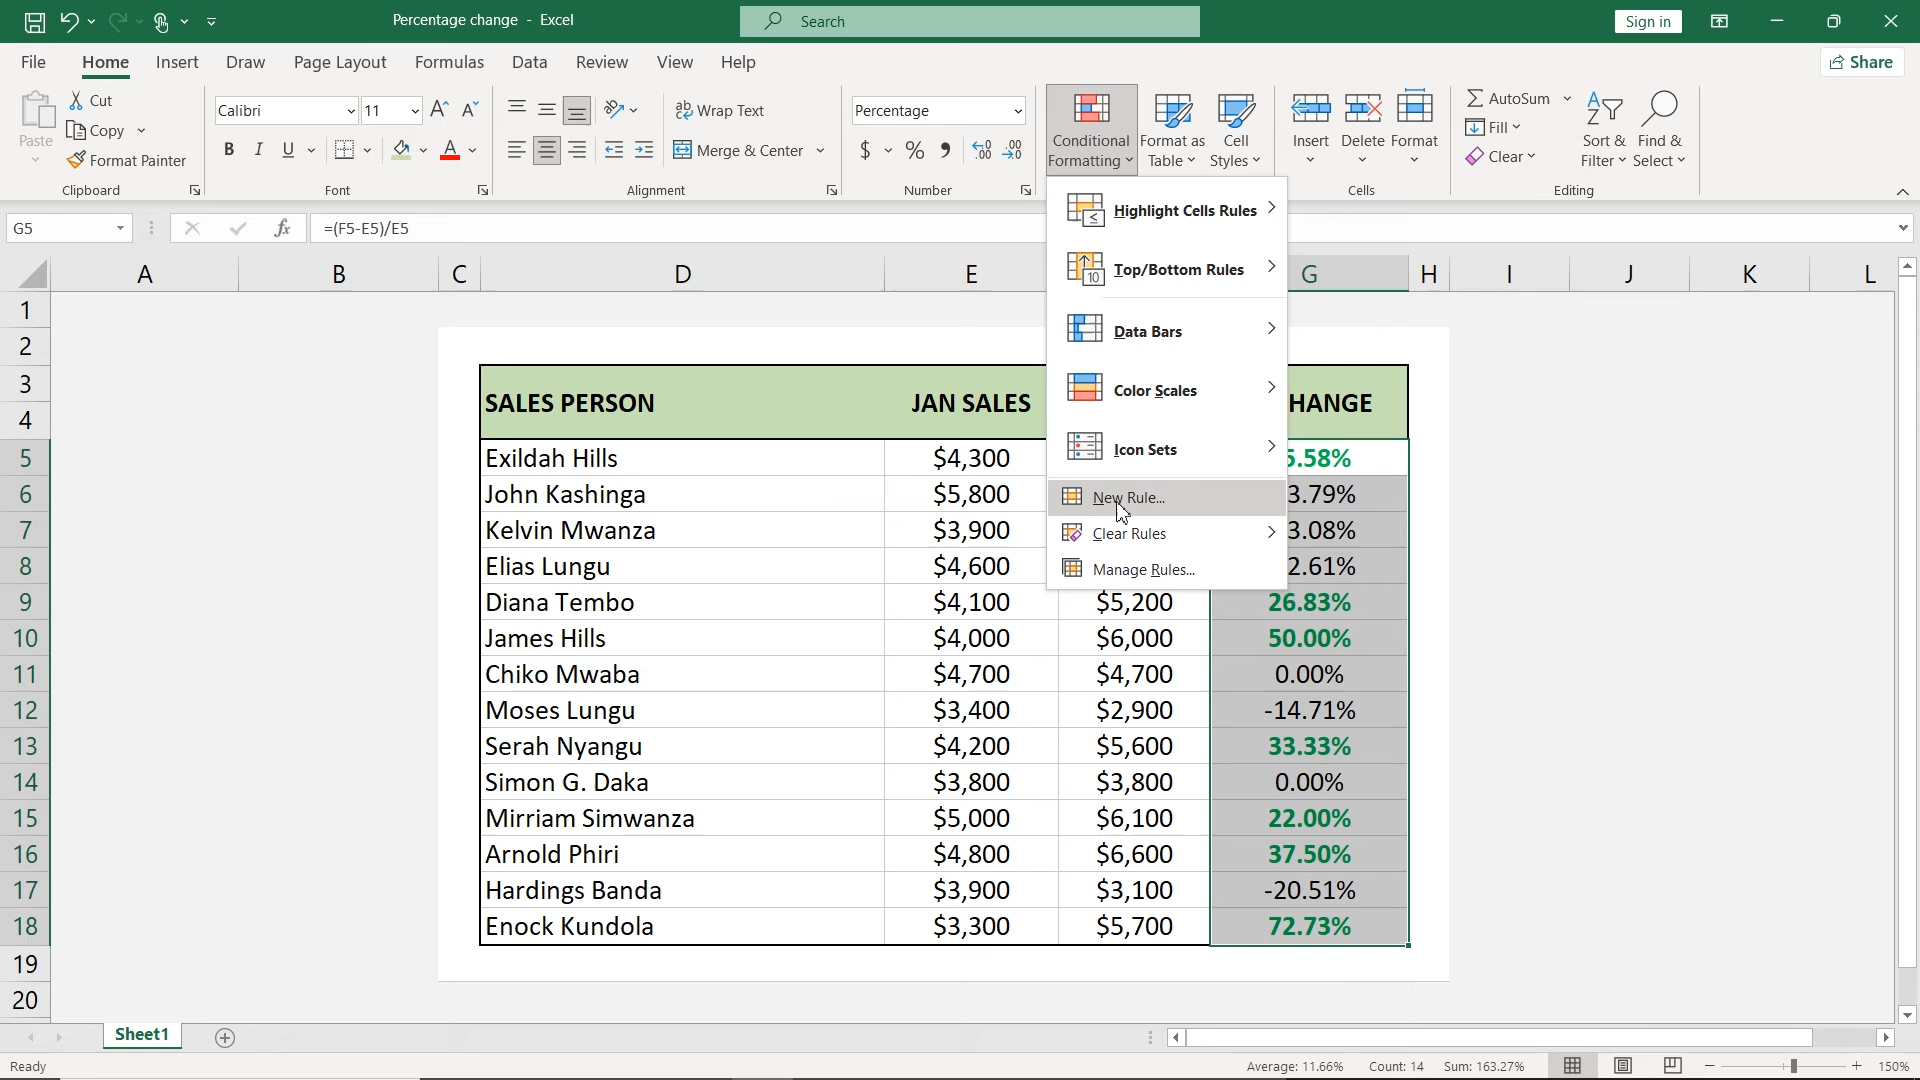 Percentage change - Excel
Search
Sign in
File Home Insert Draw Page Layout Formulas Data Review View Help
Share
Paste
Cut
Copy
Format Painter
Clipboard
Calibri 11
B I U A
Font
Wrap Text
Merge & Center
Alignment
Percentage
$ % ,
Number
Conditional Formatting
Format as Table
Cell Styles
Insert Delete Format
Cells
AutoSum
Fill
Clear
Sort & Filter
Find & Select
Editing
G5
fx
=(F5-E5)/E5
Highlight Cells Rules
Top/Bottom Rules
Data Bars
Color Scales
Icon Sets
New Rule...
Clear Rules
Manage Rules...
A B C D E G H I J K L
1
2
3
4
SALES PERSON JAN SALES HANGE
5 Exildah Hills $4,300 5.58%
6 John Kashinga $5,800 3.79%
7 Kelvin Mwanza $3,900 3.08%
8 Elias Lungu $4,600 2.61%
9 Diana Tembo $4,100 $5,200 26.83%
10 James Hills $4,000 $6,000 50.00%
11 Chiko Mwaba $4,700 $4,700 0.00%
12 Moses Lungu $3,400 $2,900 -14.71%
13 Serah Nyangu $4,200 $5,600 33.33%
14 Simon G. Daka $3,800 $3,800 0.00%
15 Mirriam Simwanza $5,000 $6,100 22.00%
16 Arnold Phiri $4,800 $6,600 37.50%
17 Hardings Banda $3,900 $3,100 -20.51%
18 Enock Kundola $3,300 $5,700 72.73%
19
20
Sheet1
Ready
Average: 11.66% Count: 14 Sum: 163.27%
150%